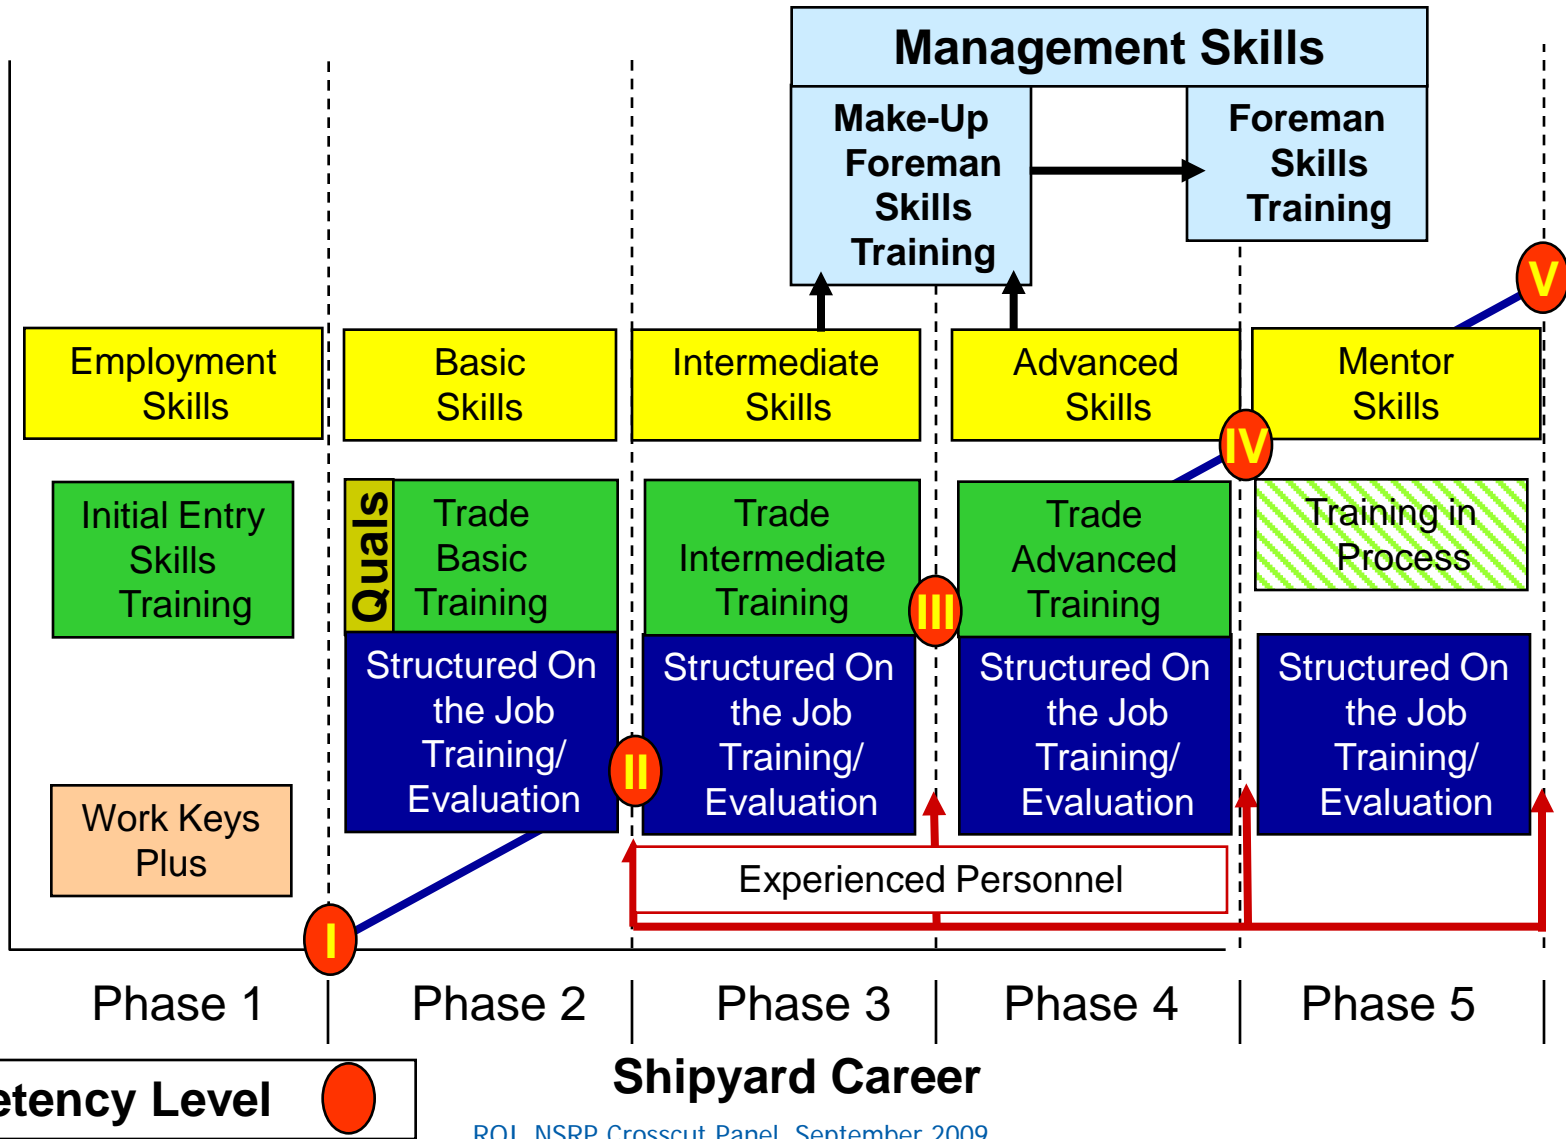 Management Skills
Make-Up
Foreman
Skills
Training
Foreman
Skills
Training
V
Employment
Skills
Basic
Skills
Intermediate
Skills
Advanced
Skills
Mentor
Skills
IV
Initial Entry
Skills
Training
Quals
Trade
Basic
Training
Trade
Intermediate
Training
III
Trade
Advanced
Training
Training in
Process
Structured On
the Job
Training/
Evaluation
II
Structured On
the Job
Training/
Evaluation
Structured On
the Job
Training/
Evaluation
Structured On
the Job
Training/
Evaluation
Work Keys
Plus
Experienced Personnel
I
Phase 1
Phase 2
Phase 3
Phase 4
Phase 5
Shipyard Career
etency Level
ROI, NSRP Crosscut Panel, September 2009